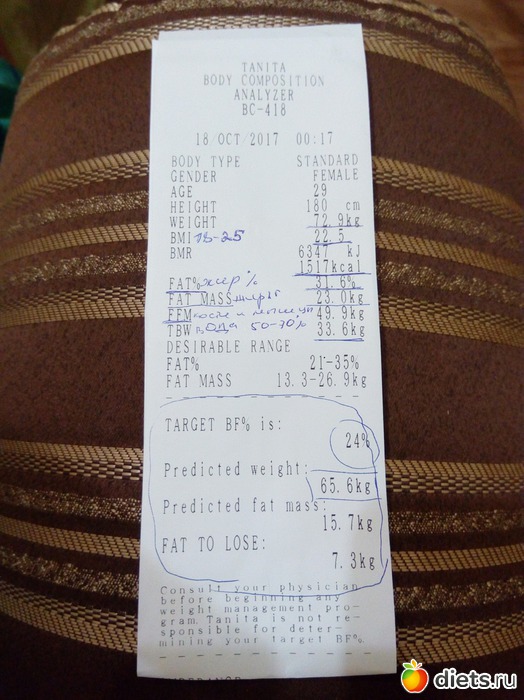 TANITA
BODY COMPOSITION
ANALYZER
BC-418
18/OCT/2017 00:17
BODY TYPE STANDARD
GENDER FEMALE
AGE 29
HEIGHT 180 cm
WEIGHT 72.9kg
BMI 18-25 22.5
BMR 6347 kJ
1517kcal
FAT% жир % 31.6%
FAT MASS жир кг 23.0kg
FFM кости и мышцы 49.9kg
TBW вода 50-70% 33.6kg
DESIRABLE RANGE
FAT% 21-35%
FAT MASS 13.3-26.9kg
TARGET BF% is:
24%
Predicted weight:
65.6kg
Predicted fat mass:
15.7kg
FAT TO LOSE:
7.3kg
Consult your physician
before beginning any
weight management pro-
gram. Tanita is not re-
sponsible for deter-
mining your target BF%.
diets.ru